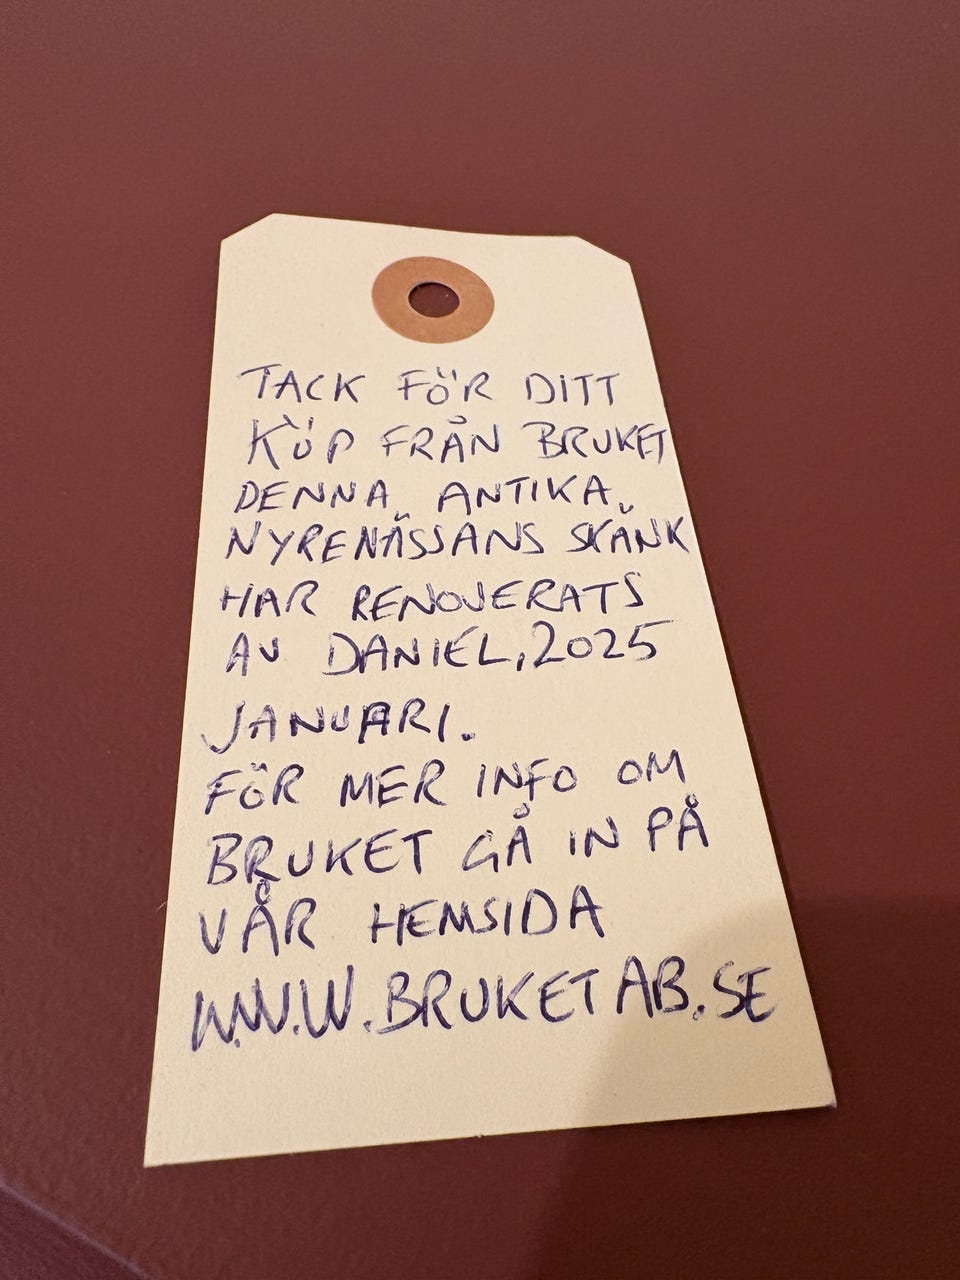 TACK FÖR DITT
KÖP FRÅN BRUKET
DENNA ANTIKA
NYRENÄSSANS SKÄNK
HAR RENOVERATS
AV DANIEL, 2025
JANUARI.
FÖR MER INFO OM
BRUKET GÅ IN PÅ
VÅR HEMSIDA
WWW.BRUKETAB.SE